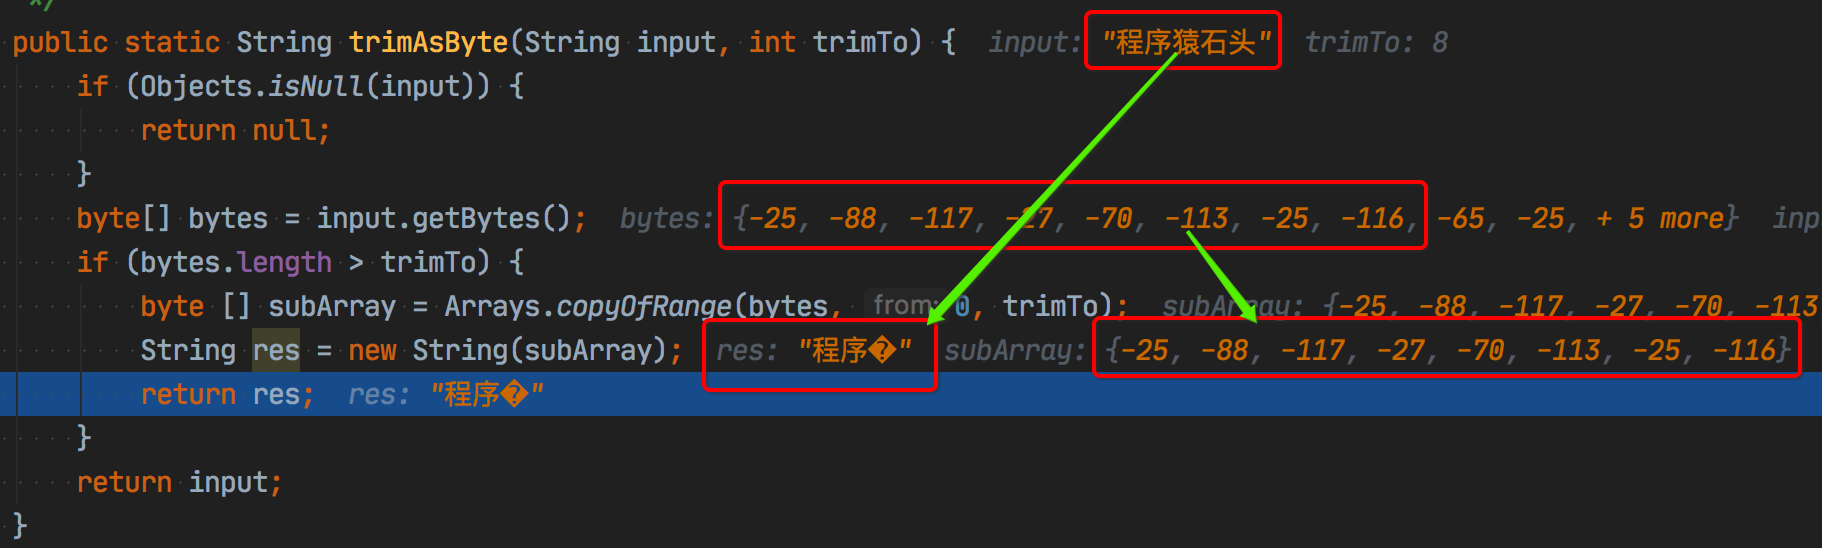 */
public static String trimAsByte(String input, int trimTo) {  input: "程序猿石头"  trimTo: 8
if (Objects.isNull(input)) {
return null;
}
byte[] bytes = input.getBytes();  bytes: {-25, -88, -117, -27, -70, -113, -25, -116, -65, -25, + 5 more}  inpu
if (bytes.length > trimTo) {
byte [] subArray = Arrays.copyOfRange(bytes, from: 0, trimTo);  subArray: {-25, -88, -117, -27, -70, -113
String res = new String(subArray);  res: "程序�"  subArray: {-25, -88, -117, -27, -70, -113, -25, -116}
return res;  res: "程序�"
}
return input;
}